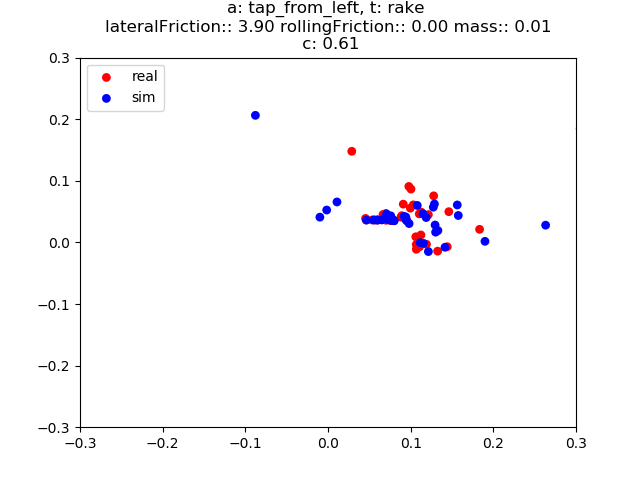 a: tap_from_left, t: rake
lateralFriction:: 3.90 rollingFriction:: 0.00 mass:: 0.01
c: 0.61
real
sim
0.3
0.2
0.1
0.0
−0.1
−0.2
−0.3
−0.3 −0.2 −0.1 0.0 0.1 0.2 0.3